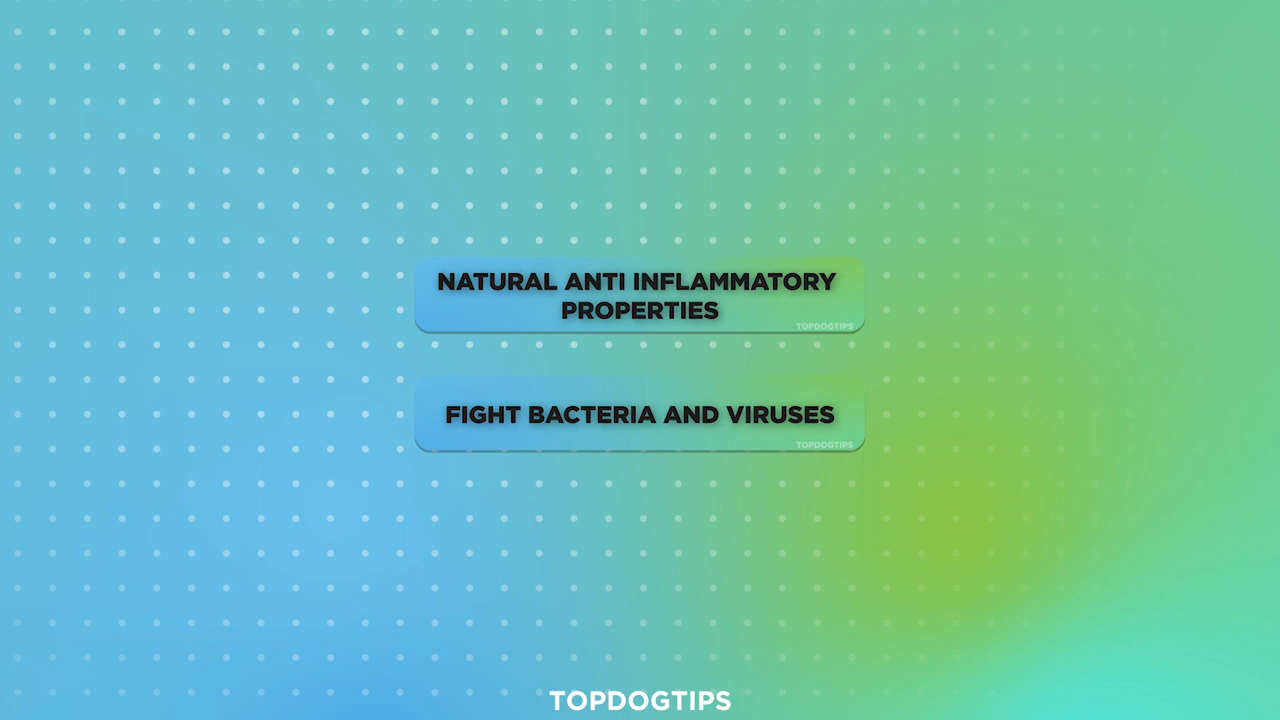 NATURAL ANTI INFLAMMATORY
PROPERTIES
TOPDOGTIPS
FIGHT BACTERIA AND VIRUSES
TOPDOGTIPS
TOPDOGTIPS